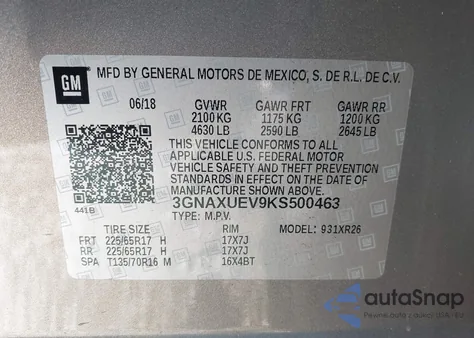 GM
MFD BY GENERAL MOTORS DE MEXICO, S. DE R.L. DE C.V.
06/18 GVWR GAWR FRT GAWR RR
2100 KG 1175 KG 1200 KG
4630 LB 2590 LB 2645 LB
THIS VEHICLE CONFORMS TO ALL
APPLICABLE U.S. FEDERAL MOTOR
VEHICLE SAFETY AND THEFT PREVENTION
STANDARDS IN EFFECT ON THE DATE OF
MANUFACTURE SHOWN ABOVE.
441B 3GNAXUEV9KS500463
TYPE: M.P.V.
TIRE SIZE RIM MODEL: 931XR26
FRT 225/65R17 H 17X7J
RR 225/65R17 H 17X7J
SPA T135/70R16 M 16X4BT
autoSnap